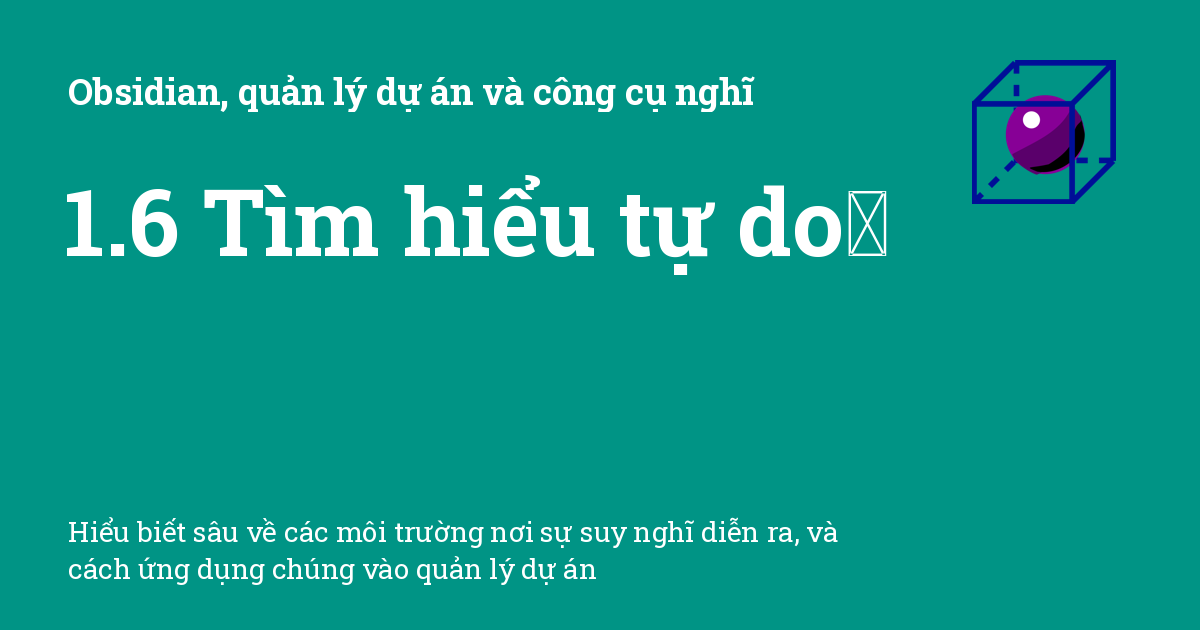 Obsidian, quản lý dự án và công cụ nghĩ
1.6 Tìm hiểu tự do
Hiểu biết sâu về các môi trường nơi sự suy nghĩ diễn ra, và
cách ứng dụng chúng vào quản lý dự án